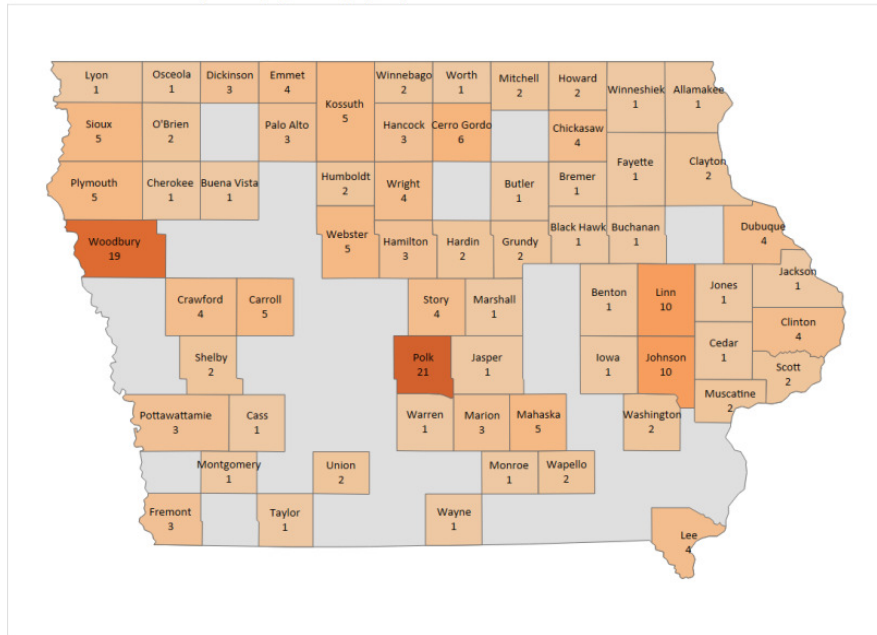 Lyon
1
Osceola
1
Dickinson
3
Emmet
4
Kossuth
5
Winnebago
2
Worth
1
Mitchell
2
Howard
2
Winneshiek
1
Allamakee
1
Sioux
5
O'Brien
2
Palo Alto
3
Hancock
3
Cerro Gordo
6
Chickasaw
4
Fayette
1
Clayton
2
Plymouth
5
Cherokee
1
Buena Vista
1
Humboldt
2
Wright
4
Butler
1
Bremer
1
Woodbury
19
Webster
5
Hamilton
3
Hardin
2
Grundy
2
Black Hawk
1
Buchanan
1
Dubuque
4
Crawford
4
Carroll
5
Story
4
Marshall
1
Benton
1
Linn
10
Jones
1
Jackson
1
Clinton
4
Shelby
2
Polk
21
Jasper
1
Iowa
1
Johnson
10
Cedar
1
Scott
2
Muscatine
2
Pottawattamie
3
Cass
1
Warren
1
Marion
3
Mahaska
5
Washington
2
Montgomery
1
Union
2
Monroe
1
Wapello
2
Fremont
3
Taylor
1
Wayne
1
Lee
4